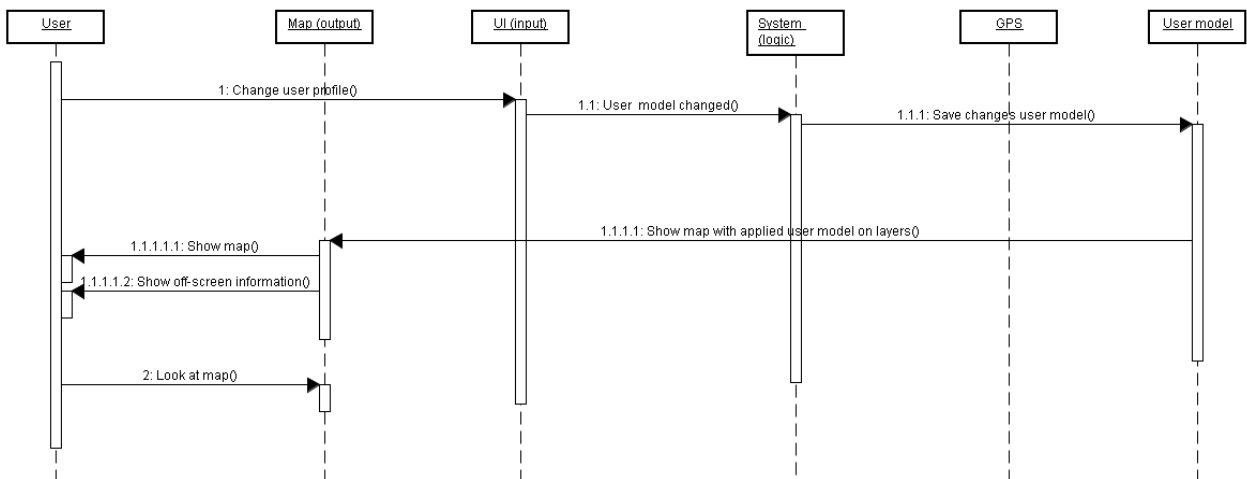 User
Map (output)
UI (input)
System
(logic)
GPS
User model
1: Change user profile()
1.1: User model changed()
1.1.1: Save changes user model()
1.1.1.1: Show map with applied user model on layers()
1.1.1.1.1: Show map()
1.1.1.1.2: Show off-screen information()
2: Look at map()